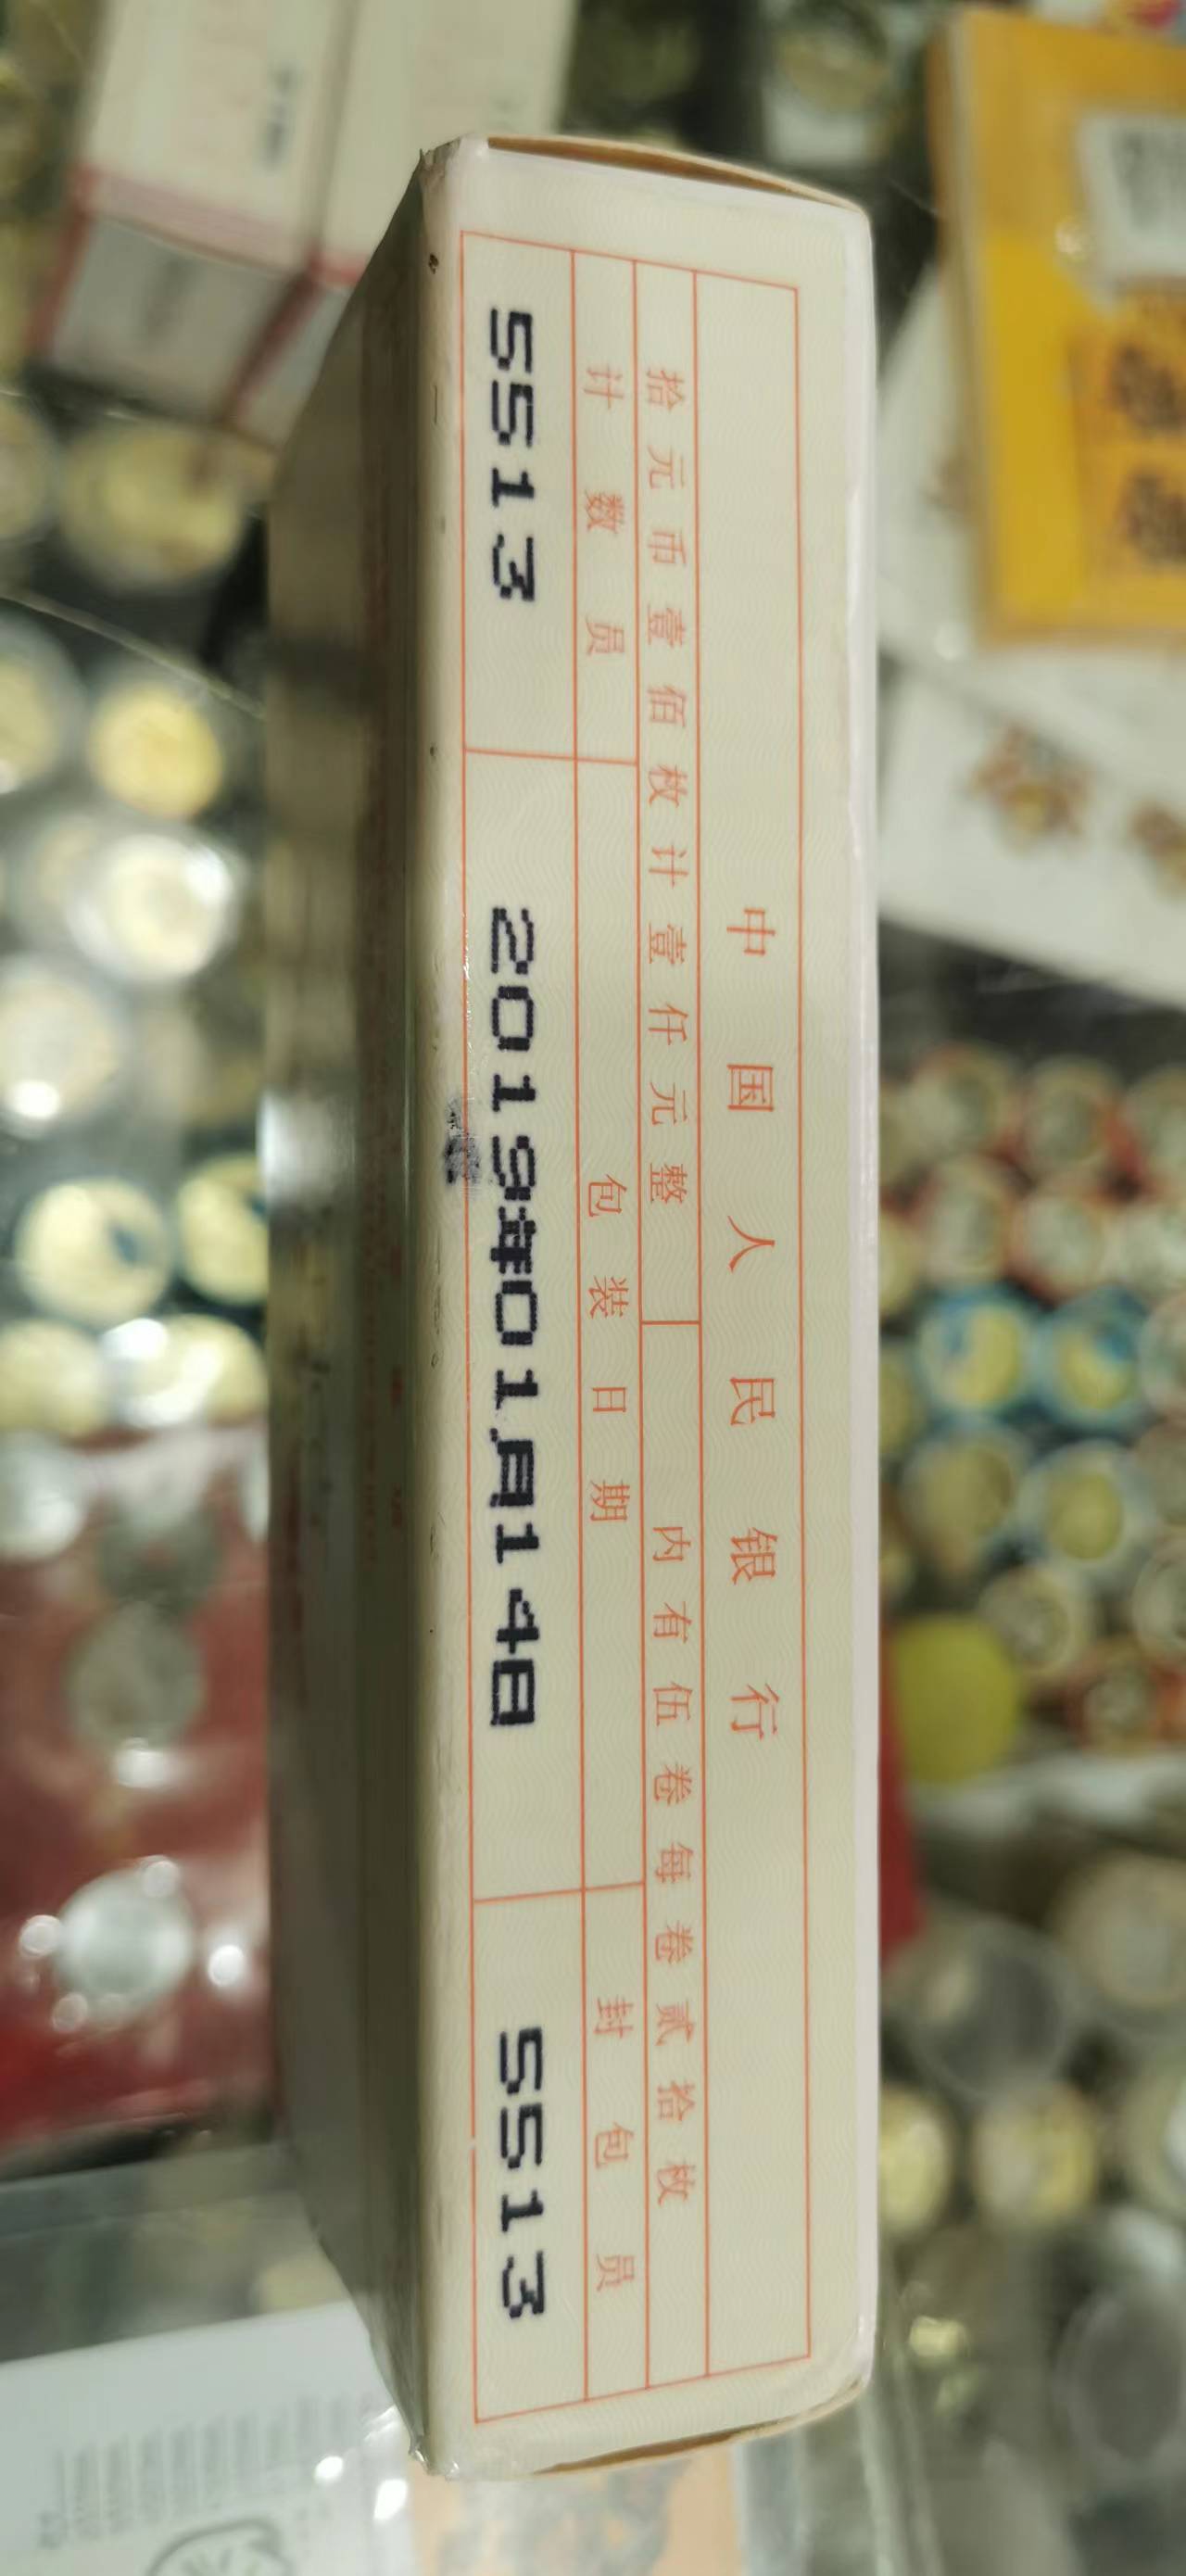 中国人民银行
拾元币壹佰枚计壹仟元整 内有伍卷每卷贰拾枚
计数员 包装日期 封包员
5513 2019年01月14日 5513